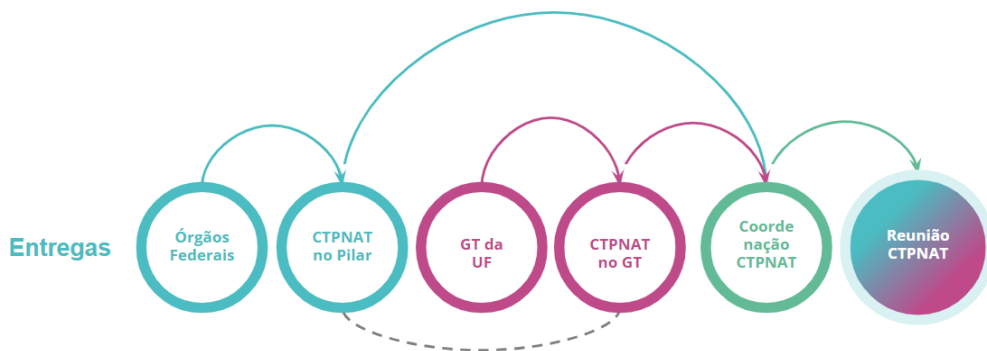 Entregas
Órgãos
Federais
CTPNAT
no Pilar
GT da
UF
CTPNAT
no GT
Coorde
nação
CTPNAT
Reunião
CTPNAT